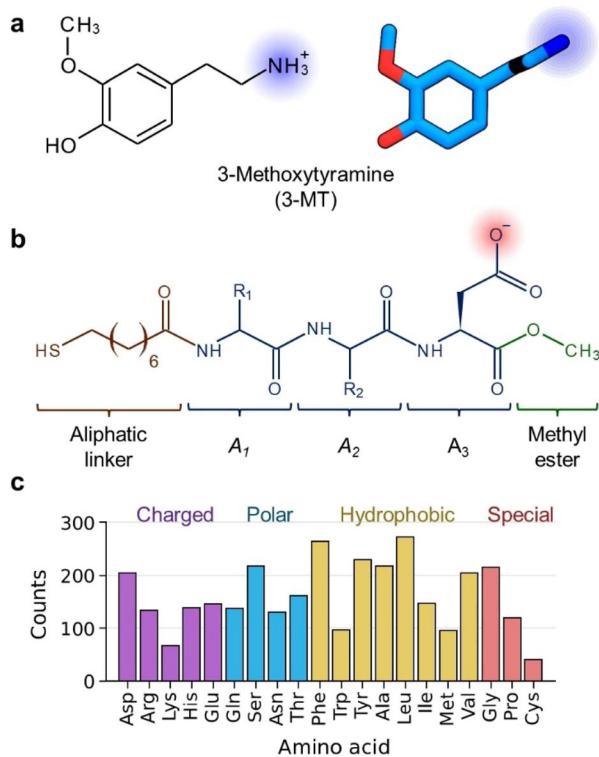 a
CH₃
O
HO
NH₃⁺
3-Methoxytyramine
(3-MT)
b
HS
6
O
NH
R₁
O
NH
R₂
O
NH
O⁻
O
O
O
CH₃
Aliphatic
linker
A₁
A₂
A₃
Methyl
ester
c
Charged Polar Hydrophobic Special
Counts
300
200
100
0
Asp Arg Lys His Glu Gln Ser Asn Thr Phe Trp Tyr Ala Leu Ile Met Val Gly Pro Cys
Amino acid